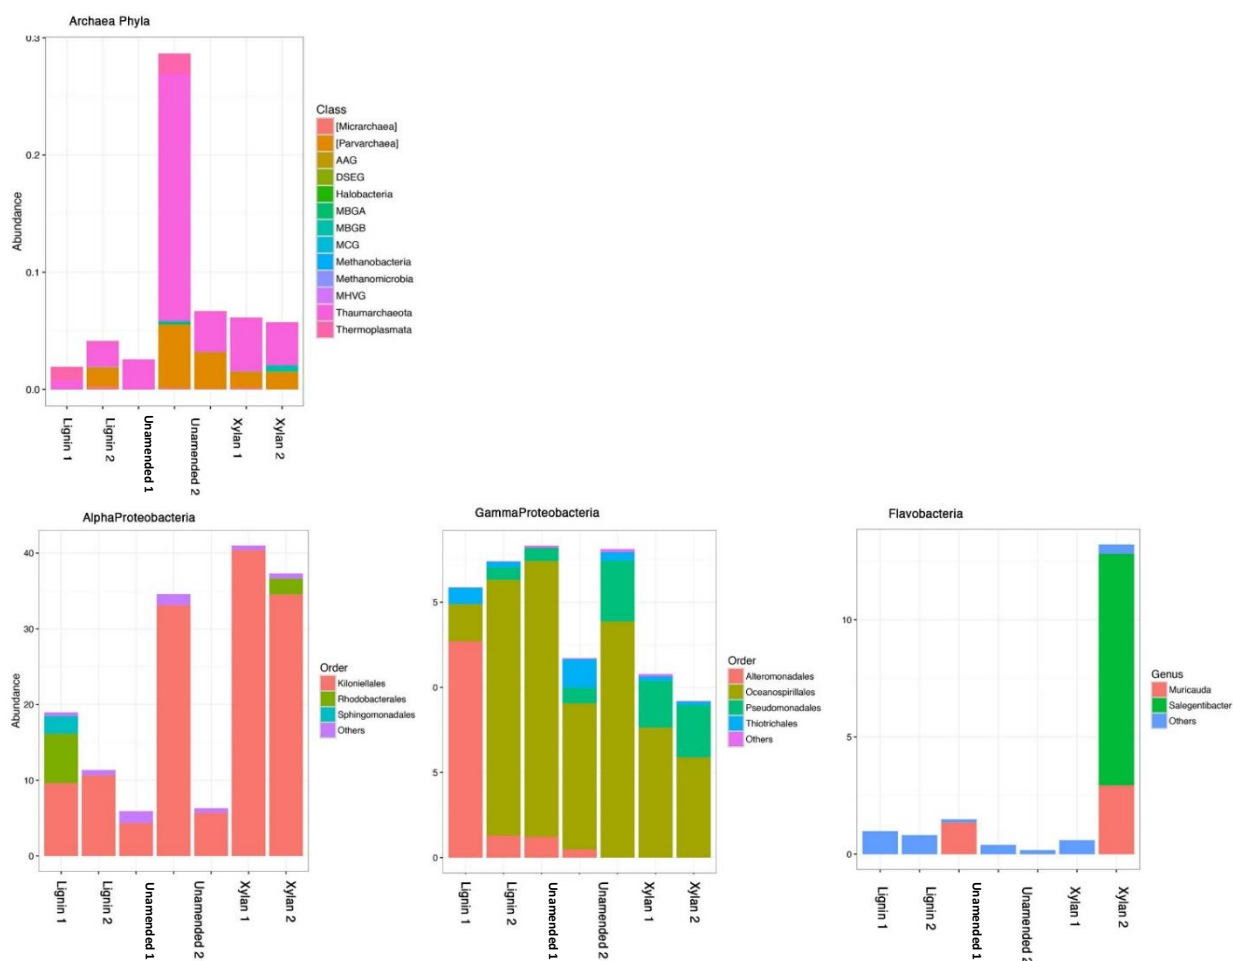 Archaea Phyla
0.3
0.2
0.1
0.0
Abundance
Lignin 1
Lignin 2
Unamended 1
Unamended 2
Xylan 1
Xylan 2
Class
[Micrarchaea]
[Parvarchaea]
AAG
DSEG
Halobacteria
MBGA
MBGB
MCG
Methanobacteria
Methanomicrobia
MHVG
Thaumarchaeota
Thermoplasmata
AlphaProteobacteria
40
30
20
10
0
Abundance
Lignin 1
Lignin 2
Unamended 1
Unamended 2
Xylan 1
Xylan 2
Order
Kiloniellales
Rhodobacterales
Sphingomonadales
Others
GammaProteobacteria
5
0
5
0
Lignin 1
Lignin 2
Unamended 1
Unamended 2
Xylan 1
Xylan 2
Order
Alteromonadales
Oceanospirillales
Pseudomonadales
Thiotrichales
Others
Flavobacteria
10
5
0
Lignin 1
Lignin 2
Unamended 1
Unamended 2
Xylan 1
Xylan 2
Genus
Muricauda
Salegentibacter
Others